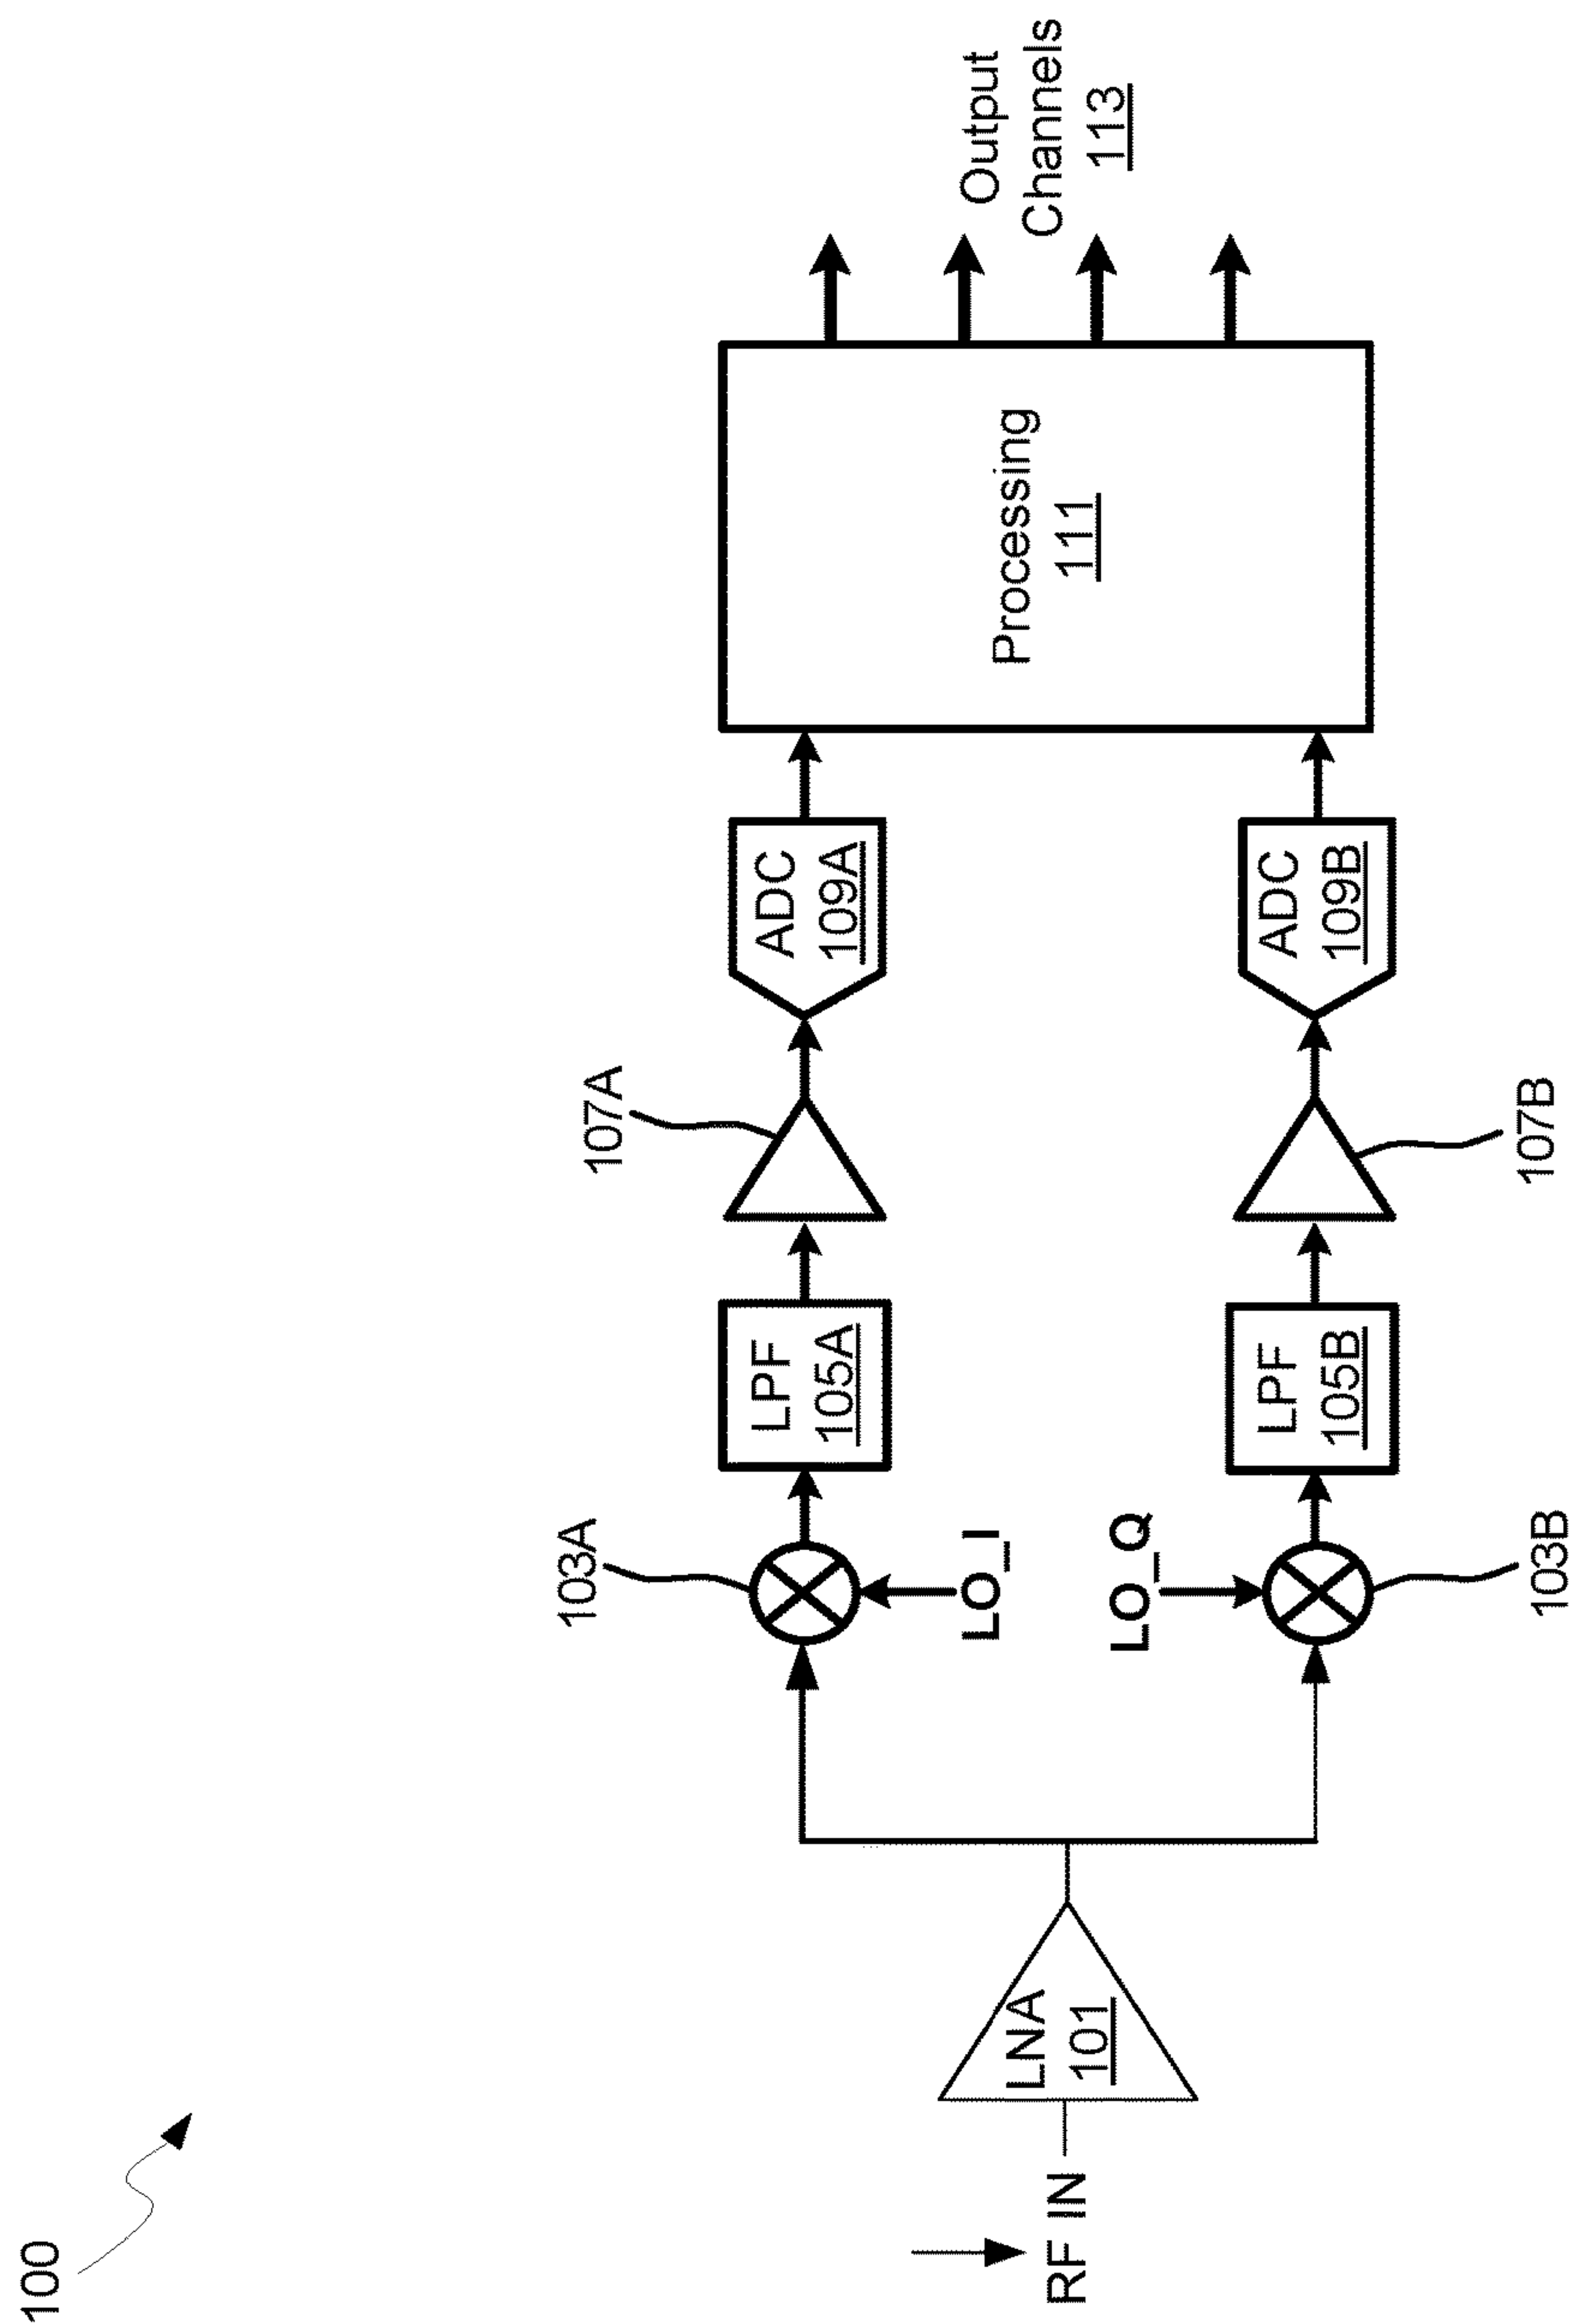 100
RF IN
LNA
101
103A
LO_I
LO_Q
103B
LPF
105A
LPF
105B
107A
107B
ADC
109A
ADC
109B
Processing
111
Output
Channels
113